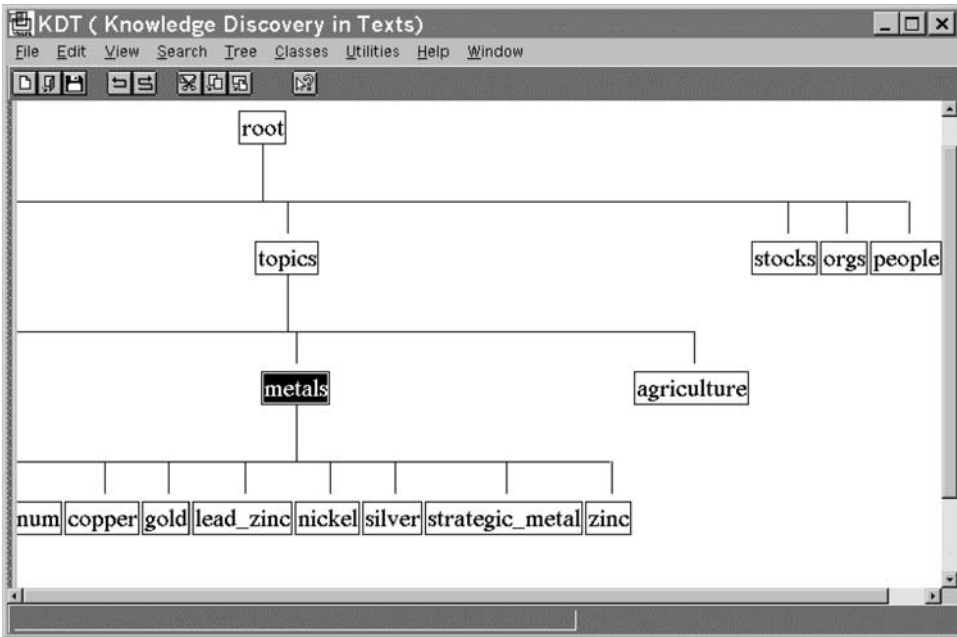 KDT ( Knowledge Discovery in Texts)
File Edit View Search Tree Classes Utilities Help Window
root
topics stocks orgs people
metals agriculture
num copper gold lead_zinc nickel silver strategic_metal zinc